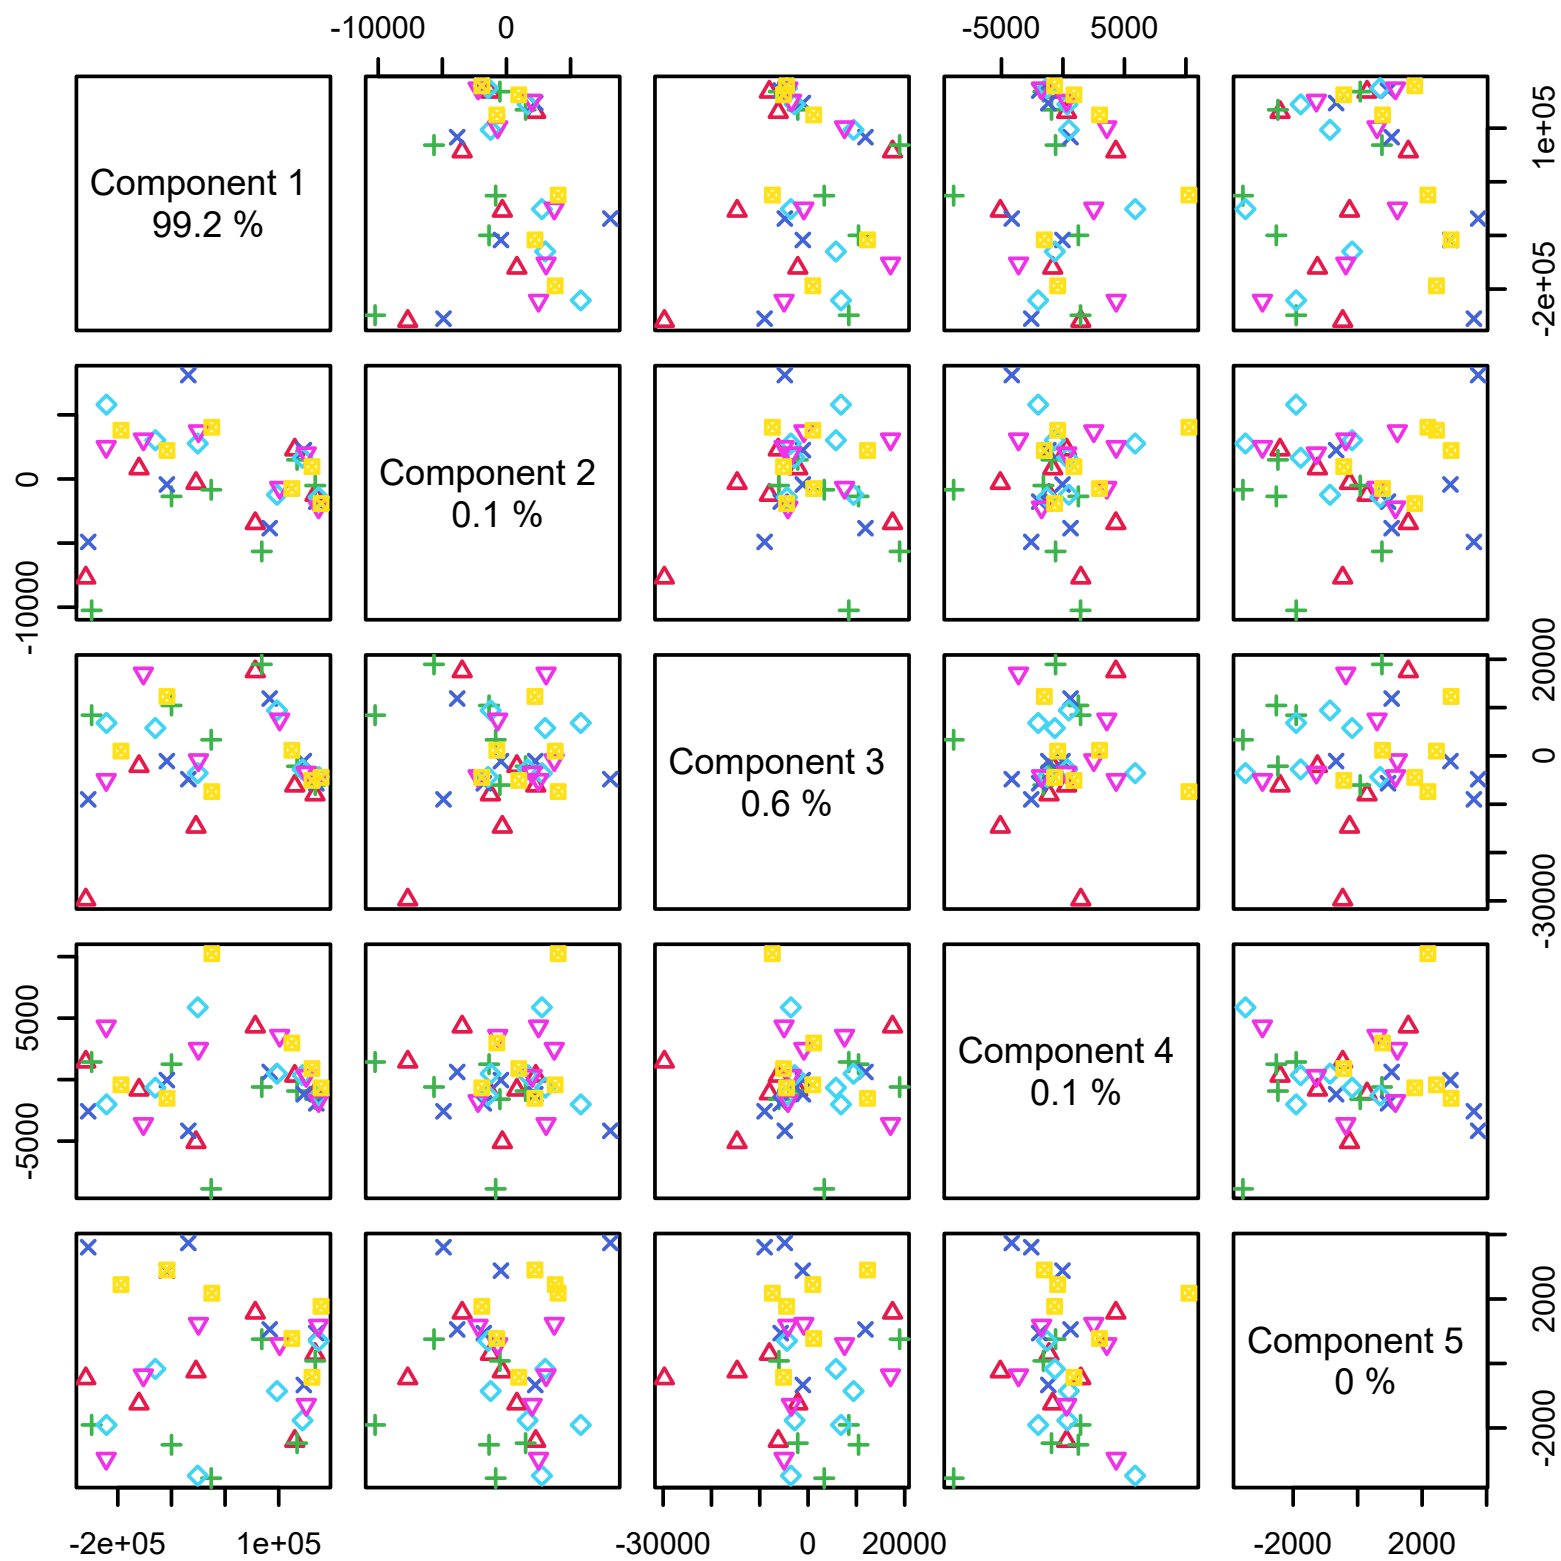 -10000 0 -5000 5000
Component 1
99.2 %
-2e+05 1e+05
Component 2
0.1 %
-10000 0
Component 3
0.6 %
-30000 0 20000
Component 4
0.1 %
-5000 5000
Component 5
0 %
-2000 2000
-2e+05 1e+05 -30000 0 20000 -2000 2000